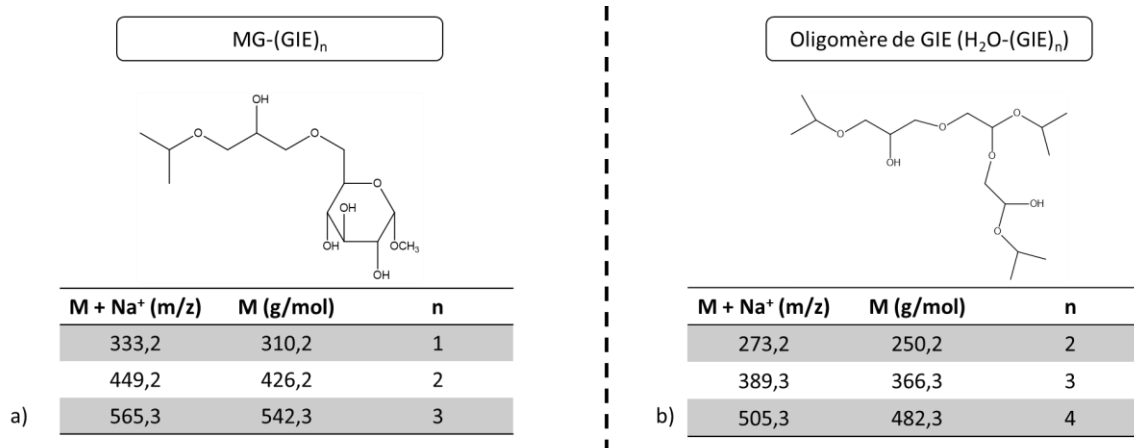 MG-(GIE)n
OH
O
O
O
OH
OH
OH
OCH₃
OH
M + Na⁺ (m/z) M (g/mol) n
333,2 310,2 1
449,2 426,2 2
565,3 542,3 3
a)
Oligomère de GIE (H₂O-(GIE)n)
O
O
O
OH
O
OH
O
M + Na⁺ (m/z) M (g/mol) n
273,2 250,2 2
389,3 366,3 3
505,3 482,3 4
b)